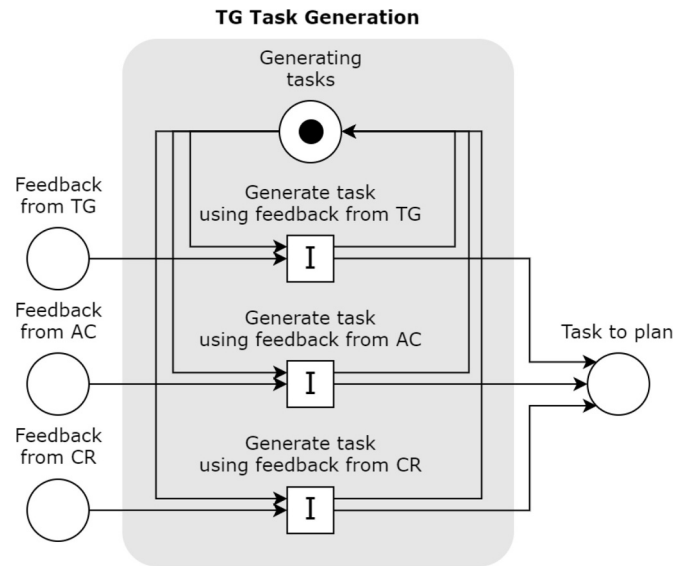 TG Task Generation
Generating
tasks
Feedback
from TG
Generate task
using feedback from TG
I
Feedback
from AC
Generate task
using feedback from AC
I
Task to plan
Feedback
from CR
Generate task
using feedback from CR
I